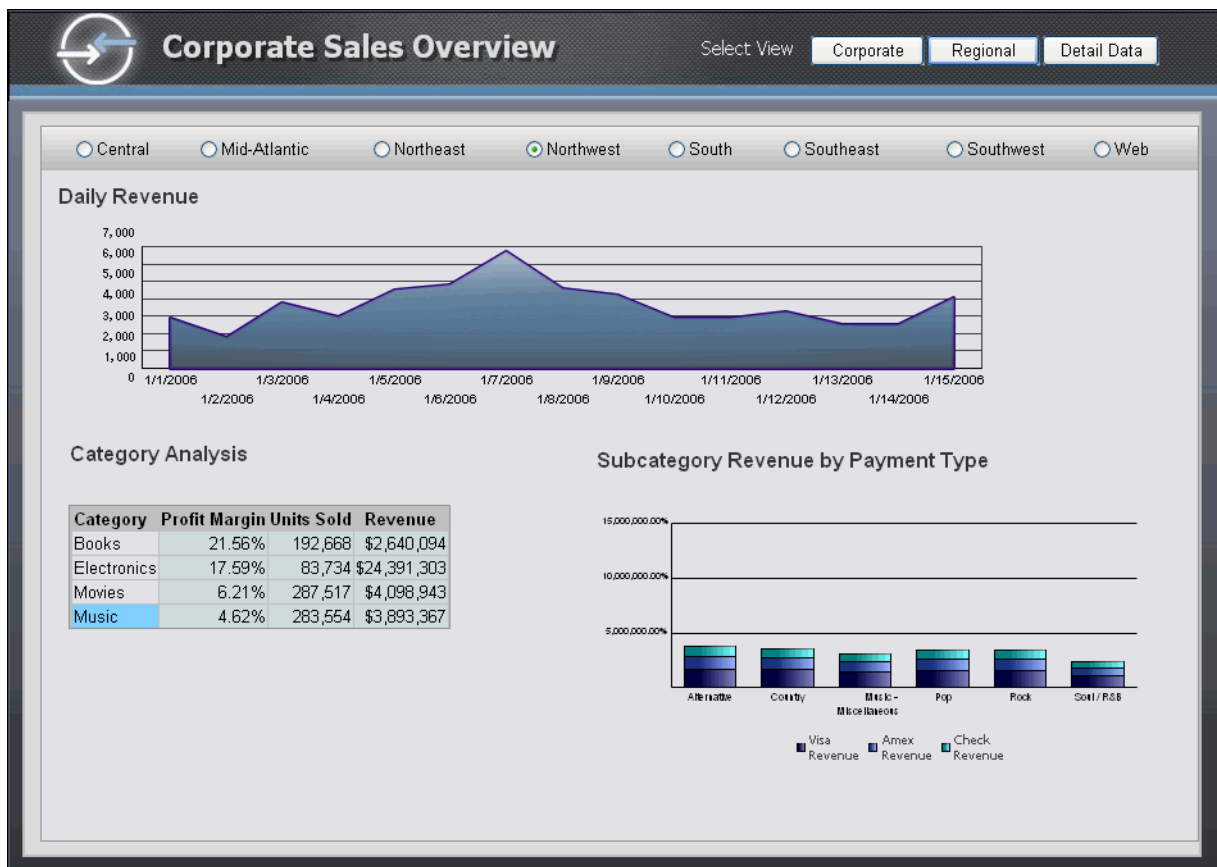 Corporate Sales Overview
Select View
Corporate
Regional
Detail Data
Central
Mid-Atlantic
Northeast
Northwest
South
Southeast
Southwest
Web
Daily Revenue
7,000
6,000
5,000
4,000
3,000
2,000
1,000
0
1/1/2006
1/2/2006
1/3/2006
1/4/2006
1/5/2006
1/6/2006
1/7/2006
1/8/2006
1/9/2006
1/10/2006
1/11/2006
1/12/2006
1/13/2006
1/14/2006
1/15/2006
Category Analysis
Category Profit Margin Units Sold Revenue
Books 21.56% 192,668 $2,640,094
Electronics 17.59% 83,734 $24,391,303
Movies 6.21% 287,517 $4,098,943
Music 4.62% 283,554 $3,893,367
Subcategory Revenue by Payment Type
15,000,000.00%
10,000,000.00%
5,000,000.00%
Alternative
Country
Music -
Miscellaneous
Pop
Rock
Soul / R&B
Visa
Revenue
Amex
Revenue
Check
Revenue